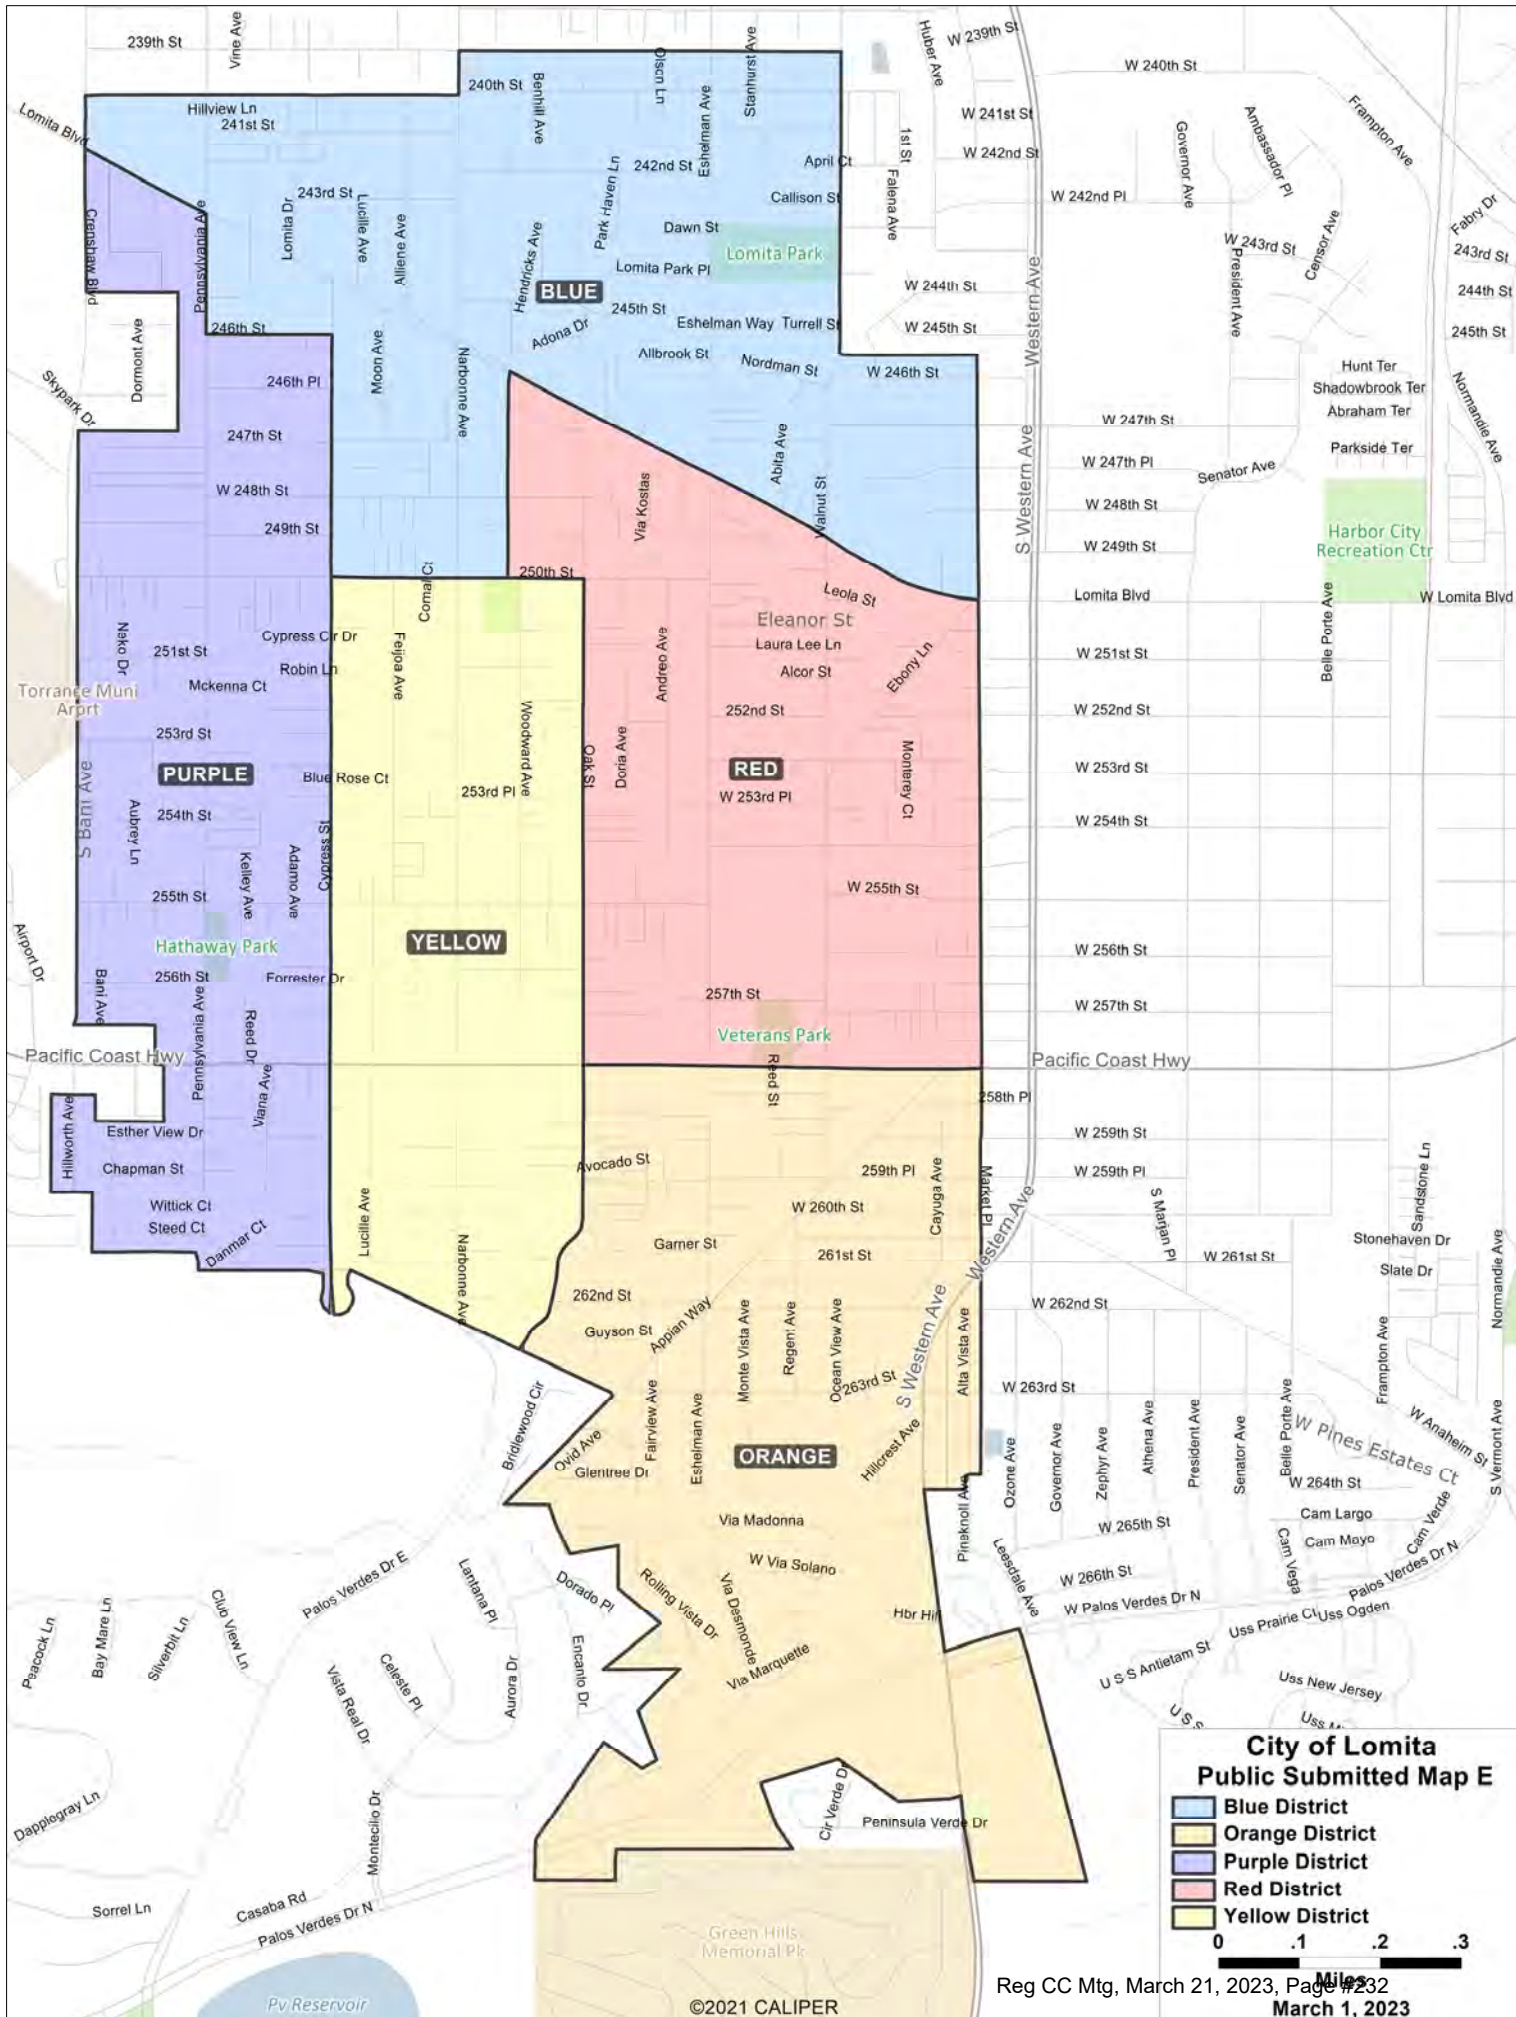 239th St
Vine Ave
240th St
Benhill Ave
Stanhurst Ave
Huber Ave
W 239th St
W 240th St
Frampton Ave
Lomita Blvd
Hillview Ln
241st St
Eshelman Ave
W 241st St
1st St
W 242nd St
Governor Ave
Ambassador Pl
242nd St
April Ct
Park Haven Ln
Callison St
Falena Ave
W 242nd Pl
Fabry Dr
243rd St
Lomita Dr
Lucille Ave
Alliene Ave
Pennsylvania Ave
Crenshaw Blvd
Hendricks Ave
Dawn St
Lomita Park
W 243rd St
Censor Ave
President Ave
243rd St
Lomita Park Pl
BLUE
W 244th St
244th St
245th St
Adona Dr
Eshelman Way
Turrell St
W 245th St
245th St
246th St
Dormont Ave
Moon Ave
Narbonne Ave
Allbrook St
Nordman St
W 246th St
Western Ave
Hunt Ter
Shadowbrook Ter
Abraham Ter
Parkside Ter
Normandie Ave
Skypark Dr
246th Pl
247th St
W 247th St
W 247th Pl
Senator Ave
Abita Ave
Walnut St
Via Kostas
S Western Ave
W 248th St
W 248th St
249th St
W 249th St
Harbor City
Recreation Ctr
250th St
Leola St
Lomita Blvd
Belle Porte Ave
W Lomita Blvd
Eleanor St
Laura Lee Ln
Alcor St
Ebony Ln
Nako Dr
251st St
Cypress Cir Dr
Robin Ln
Mckenna Ct
Feijoa Ave
Andreo Ave
W 251st St
Torrance Muni
Arprt
252nd St
W 252nd St
253rd St
PURPLE
Blue Rose Ct
253rd Pl
Woodward Ave
Oak St
Doria Ave
RED
W 253rd Pl
Monterey Ct
W 253rd St
S Bani Ave
Aubrey Ln
254th St
Kelley Ave
Adamo Ave
Cypress St
W 254th St
255th St
W 255th St
YELLOW
Hathaway Park
Airport Dr
256th St
Forrester Dr
W 256th St
Bani Ave
Pennsylvania Ave
Reed Dr
Viana Ave
257th St
W 257th St
Veterans Park
Pacific Coast Hwy
Pacific Coast Hwy
Reed St
258th Pl
Hillworth Ave
Esther View Dr
W 259th St
Chapman St
Avocado St
259th Pl
Cayuga Ave
Market Pl
W 259th Pl
Sandstone Ln
Wittick Ct
Steed Ct
Danmar Ct
Lucille Ave
Narbonne Ave
W 260th St
Garner St
261st St
Western Ave
S Marjan Pl
W 261st St
Stonehaven Dr
Slate Dr
Normandie Ave
262nd St
Guyson St
Appian Way
Monte Vista Ave
Regent Ave
Ocean View Ave
263rd St
S Western Ave
Alta Vista Ave
W 262nd St
W 263rd St
Frampton Ave
Bridlewood Cir
Ovid Ave
Glentree Dr
Fairview Ave
Eshelman Ave
ORANGE
Hillcrest Ave
Pineknoll Ave
Ozone Ave
Governor Ave
Zephyr Ave
Athena Ave
President Ave
Senator Ave
Belle Porte Ave
W Pines Estates Ct
W Anaheim St
S Vermont Ave
W 264th St
Via Madonna
W Via Solano
Leesdale Ave
W 265th St
W 266th St
Cam Largo
Cam Mayo
Cam Vega
Cam Verde
Palos Verdes Dr N
Palos Verdes Dr E
Lantana Pl
Dorado Pl
Rolling Vista Dr
Via Desmonde
Via Marquette
W Palos Verdes Dr N
Peacock Ln
Bay Mare Ln
Silverbit Ln
Club View Ln
Vista Real Dr
Celeste Pl
Aurora Dr
Encanto Dr
U S S Antietam St
Uss Prairie Ct
Uss Ogden
Uss New Jersey
Dapplegray Ln
Montecillo Dr
Cir Verde Dr
Peninsula Verde Dr
Sorrel Ln
Casaba Rd
Palos Verdes Dr N
Green Hills
Memorial Pk
Pv Reservoir
©2021 CALIPER
City of Lomita
Public Submitted Map E
Blue District
Orange District
Purple District
Red District
Yellow District
0 .1 .2 .3
Miles
Reg CC Mtg, March 21, 2023, Page #232
March 1, 2023